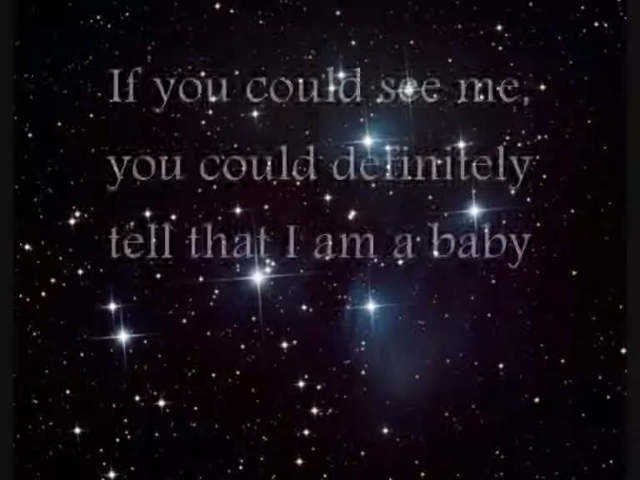 If you could see me,
you could definitely
tell that I am a baby